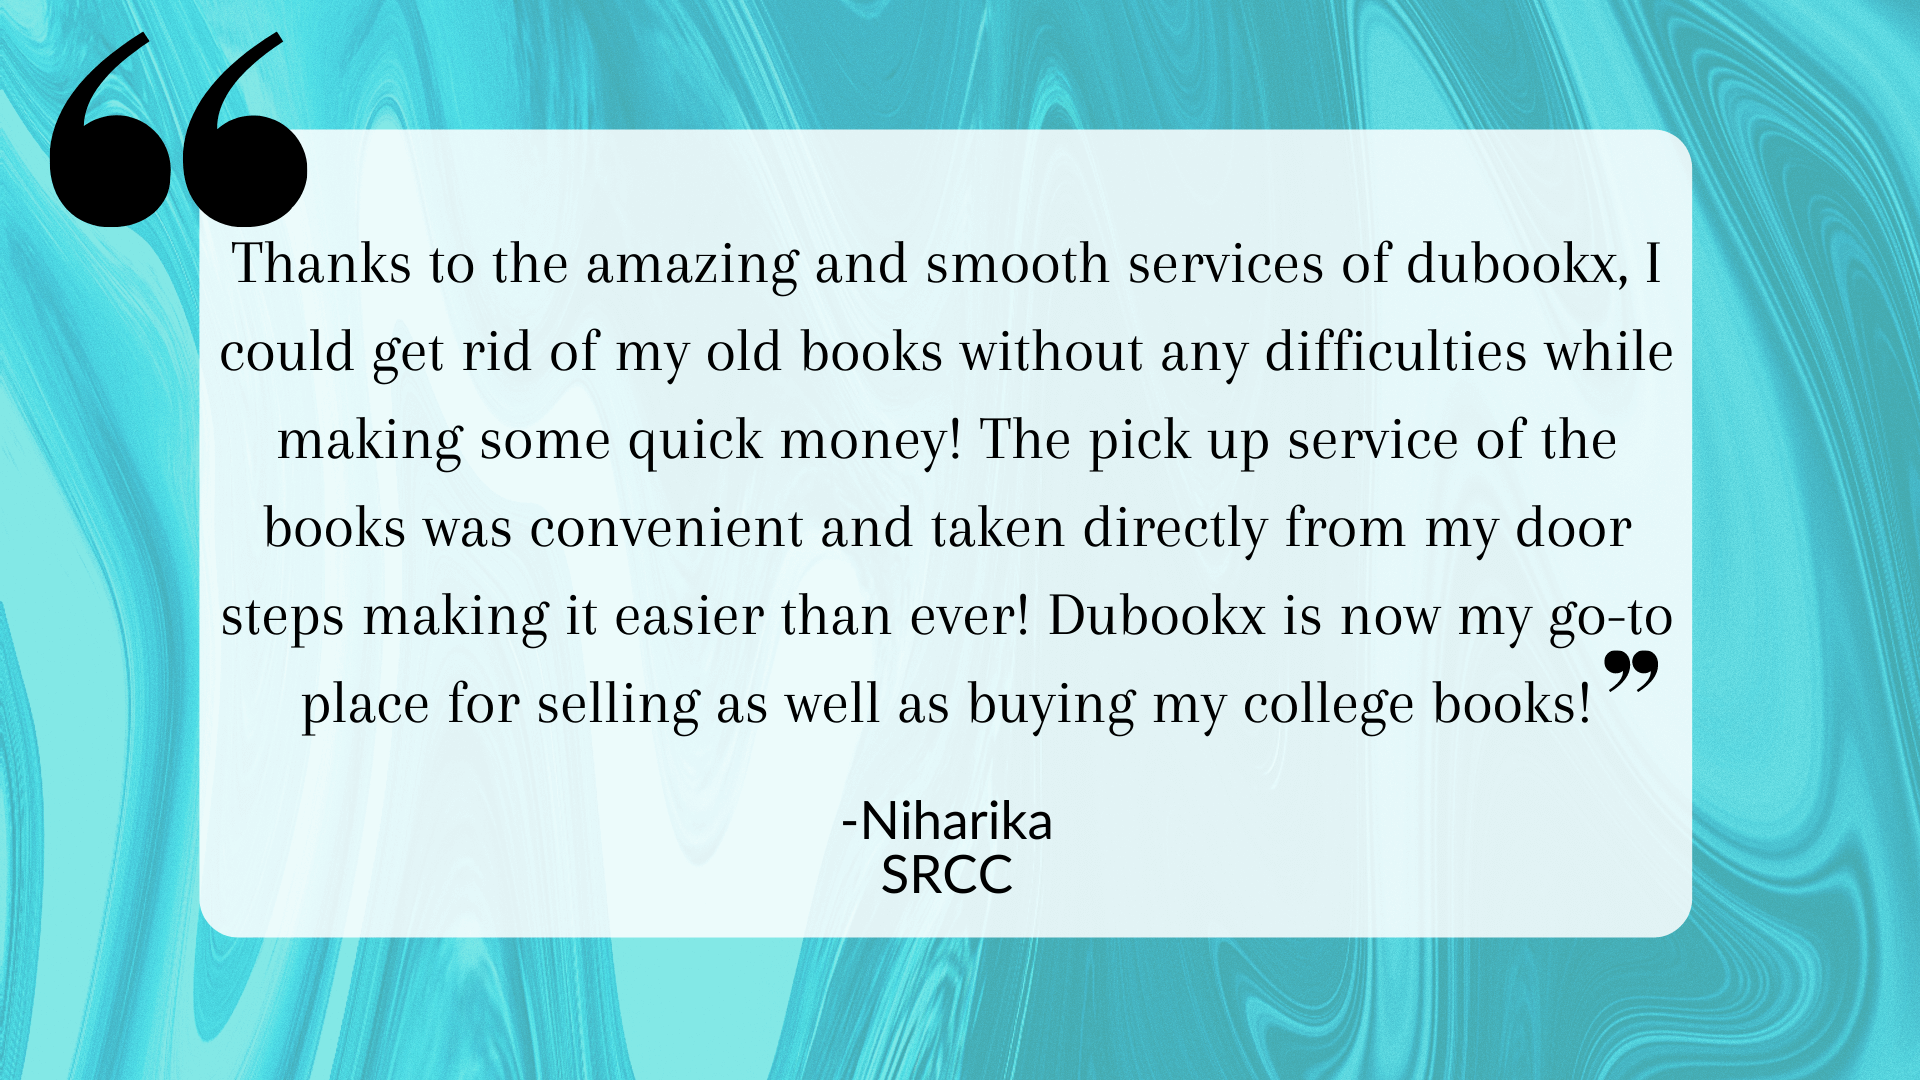 “
Thanks to the amazing and smooth services of dubookx, I
could get rid of my old books without any difficulties while
making some quick money! The pick up service of the
books was convenient and taken directly from my door
steps making it easier than ever! Dubookx is now my go-to
place for selling as well as buying my college books!”
-Niharika
SRCC